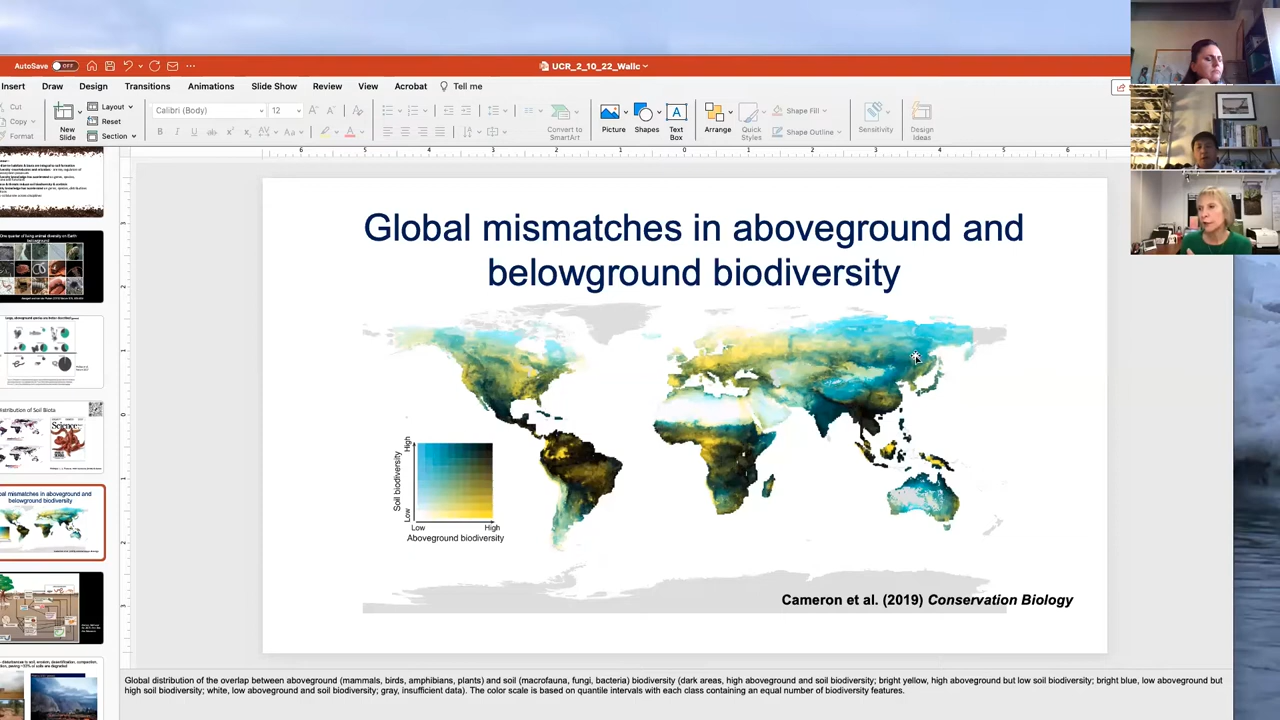 AutoSave OFF
UCR_2_10_22_Wallc
Insert Draw Design Transitions Animations Slide Show Review View Acrobat Tell me
Cut
Copy
Format
New
Slide
Layout
Reset
Section
Calibri (Body) 12
Convert to
SmartArt
Picture
Shapes
Text
Box
Arrange
Quick
Styles
Shape Fill
Shape Outline
Sensitivity
Design
Ideas
Global mismatches in aboveground and
belowground biodiversity
High
Soil biodiversity
Low
Low High
Aboveground biodiversity
Cameron et al. (2019) Conservation Biology
Global distribution of the overlap between aboveground (mammals, birds, amphibians, plants) and soil (macrofauna, fungi, bacteria) biodiversity (dark areas, high aboveground and soil biodiversity; bright yellow, high aboveground but low soil biodiversity; bright blue, low aboveground but
high soil biodiversity; white, low aboveground and soil biodiversity; gray, insufficient data). The color scale is based on quantile intervals with each class containing an equal number of biodiversity features.